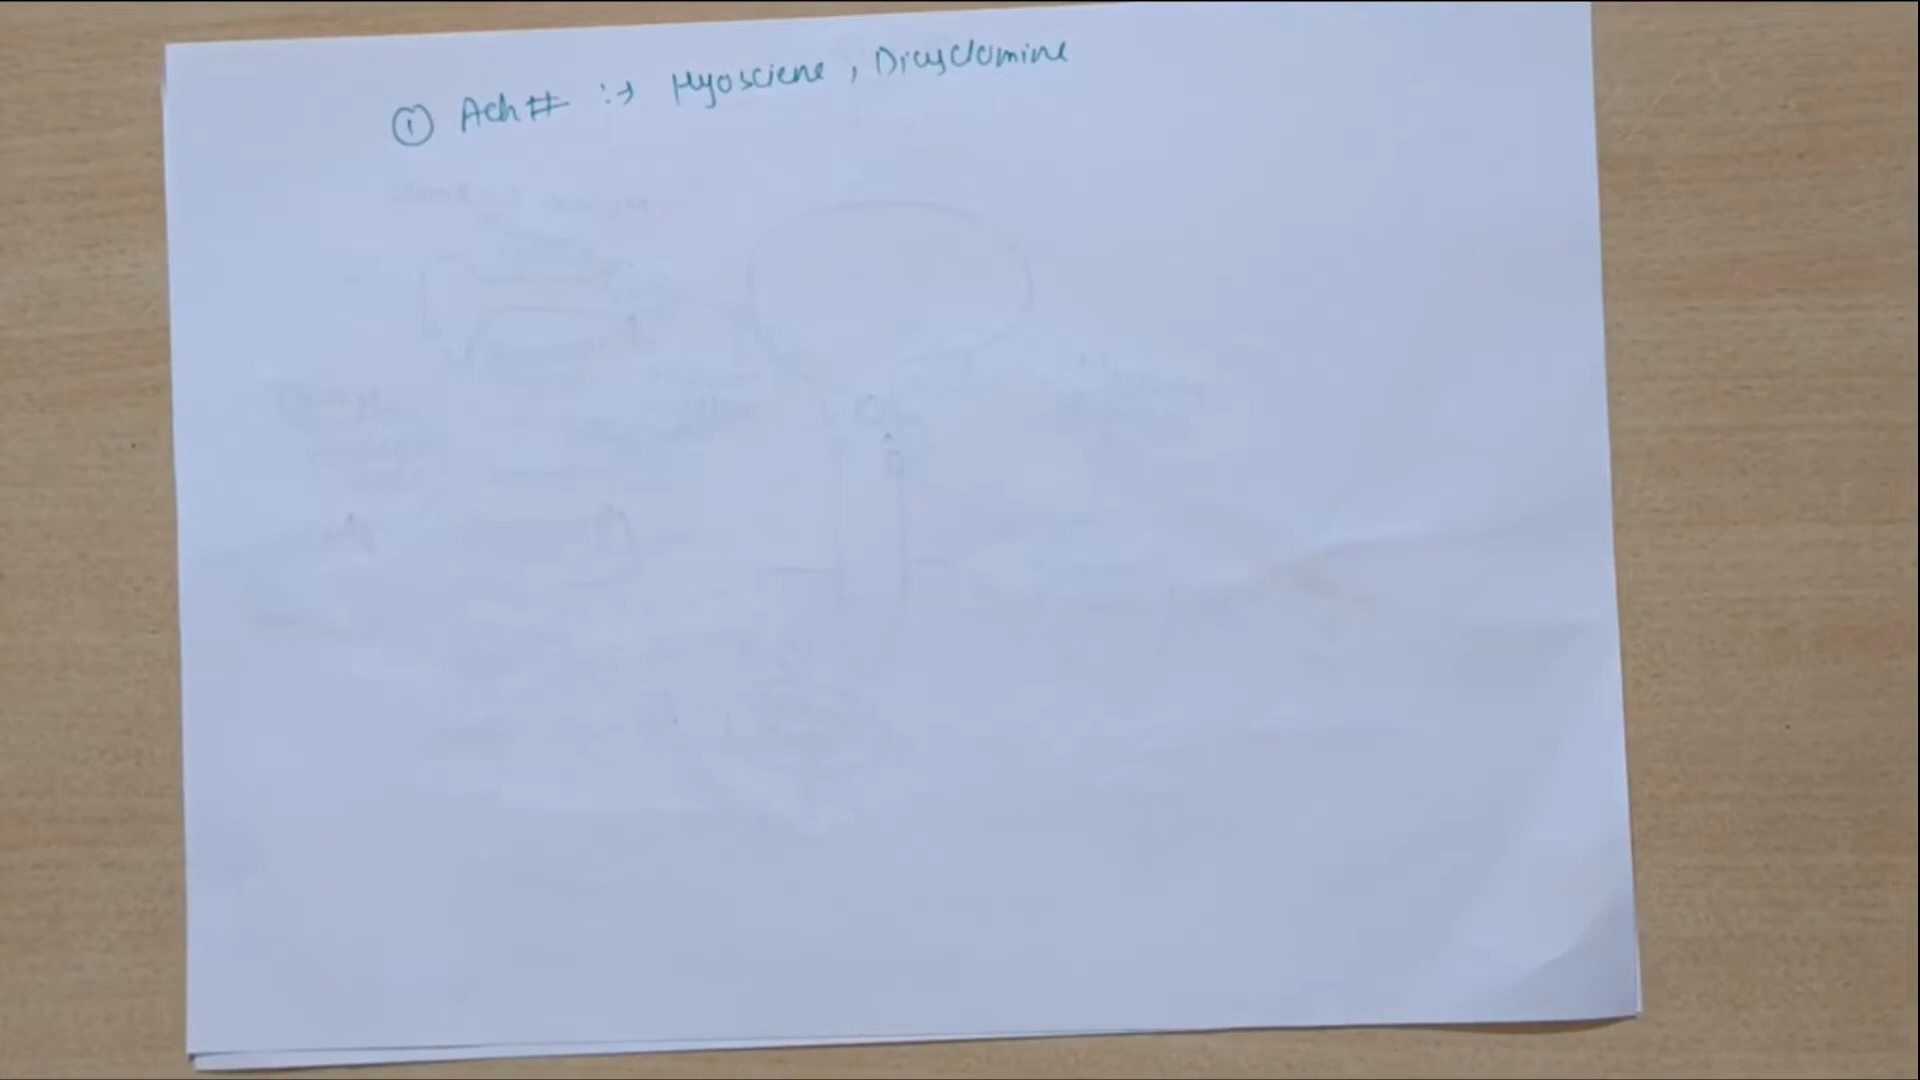 ① Ach# :→ Hyosciene, Dicyclomine